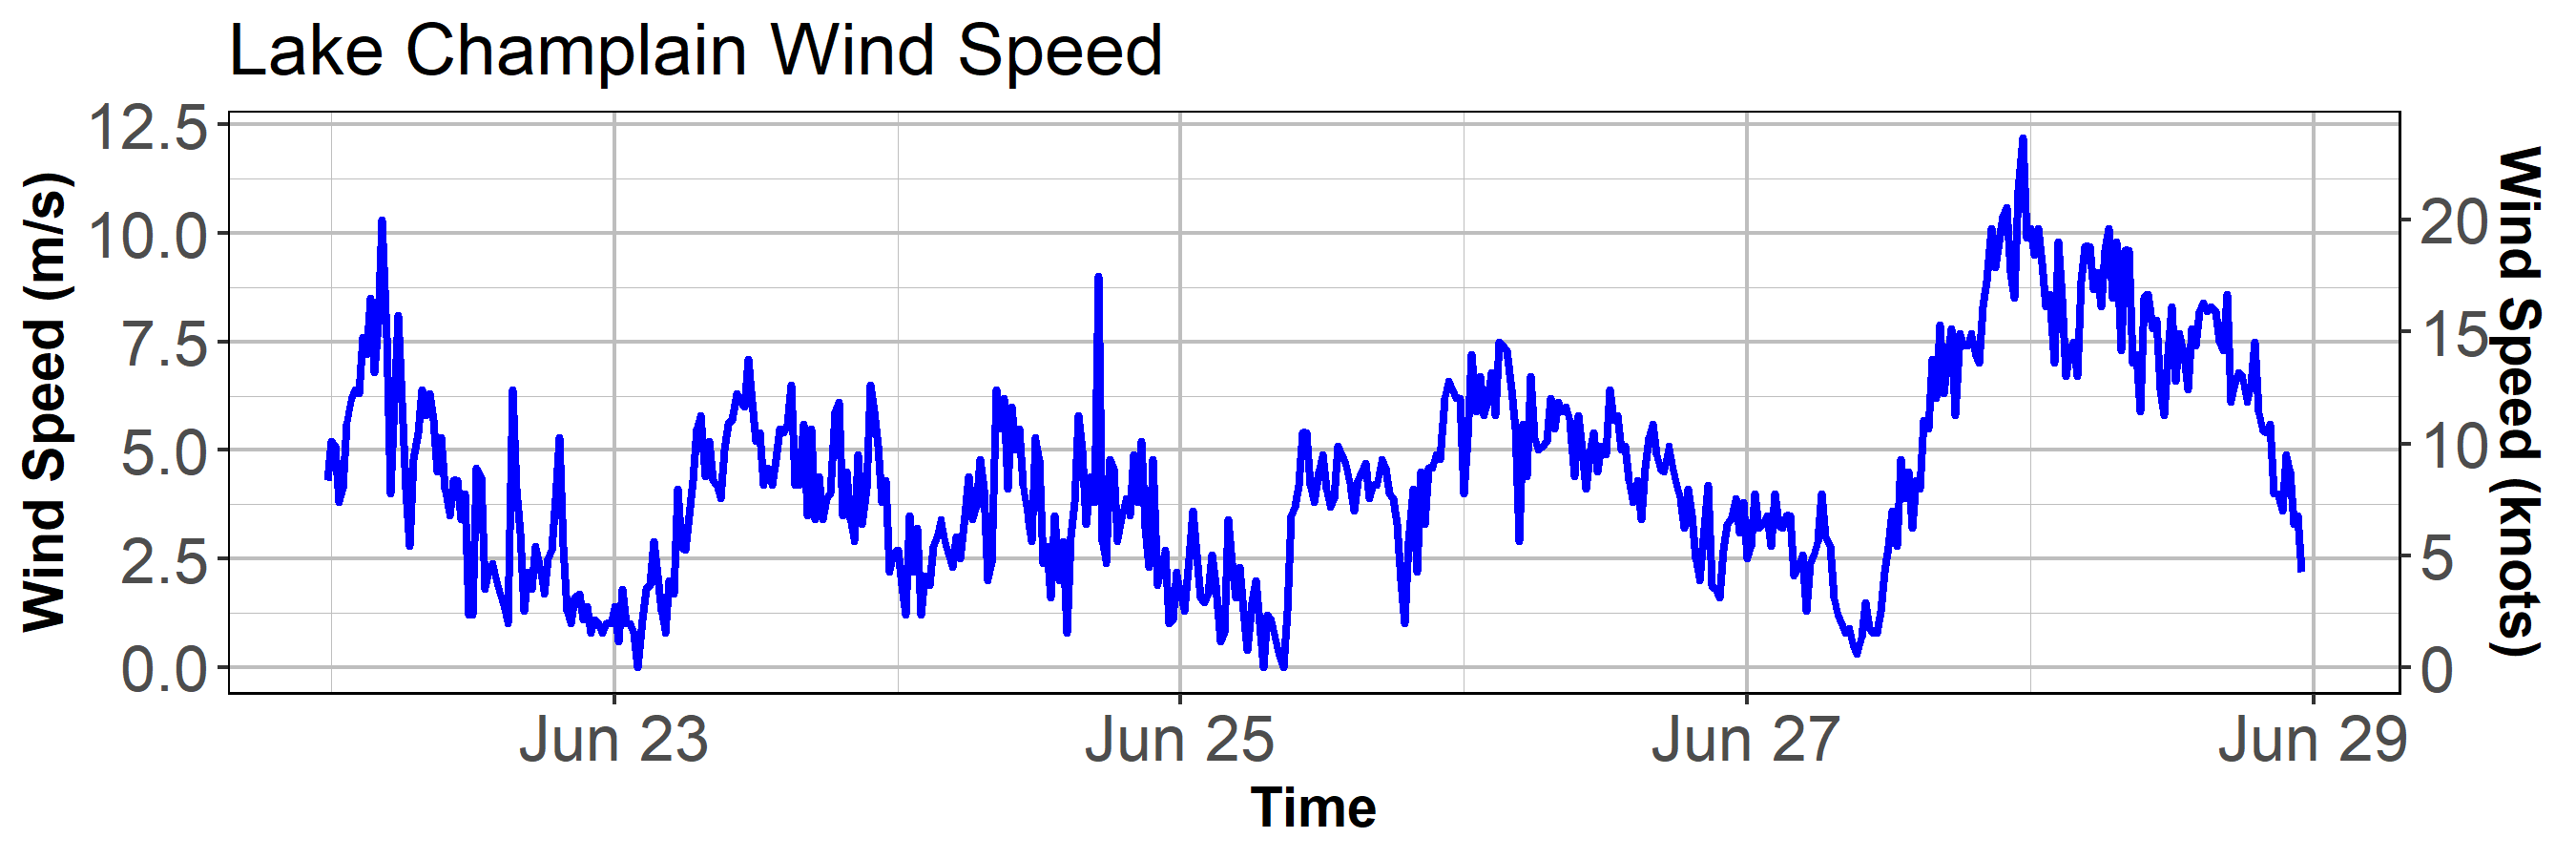 Lake Champlain Wind Speed
Wind Speed (m/s)
12.5
10.0
7.5
5.0
2.5
0.0
20
15
10
5
0
Wind Speed (knots)
Jun 23
Jun 25
Jun 27
Jun 29
Time